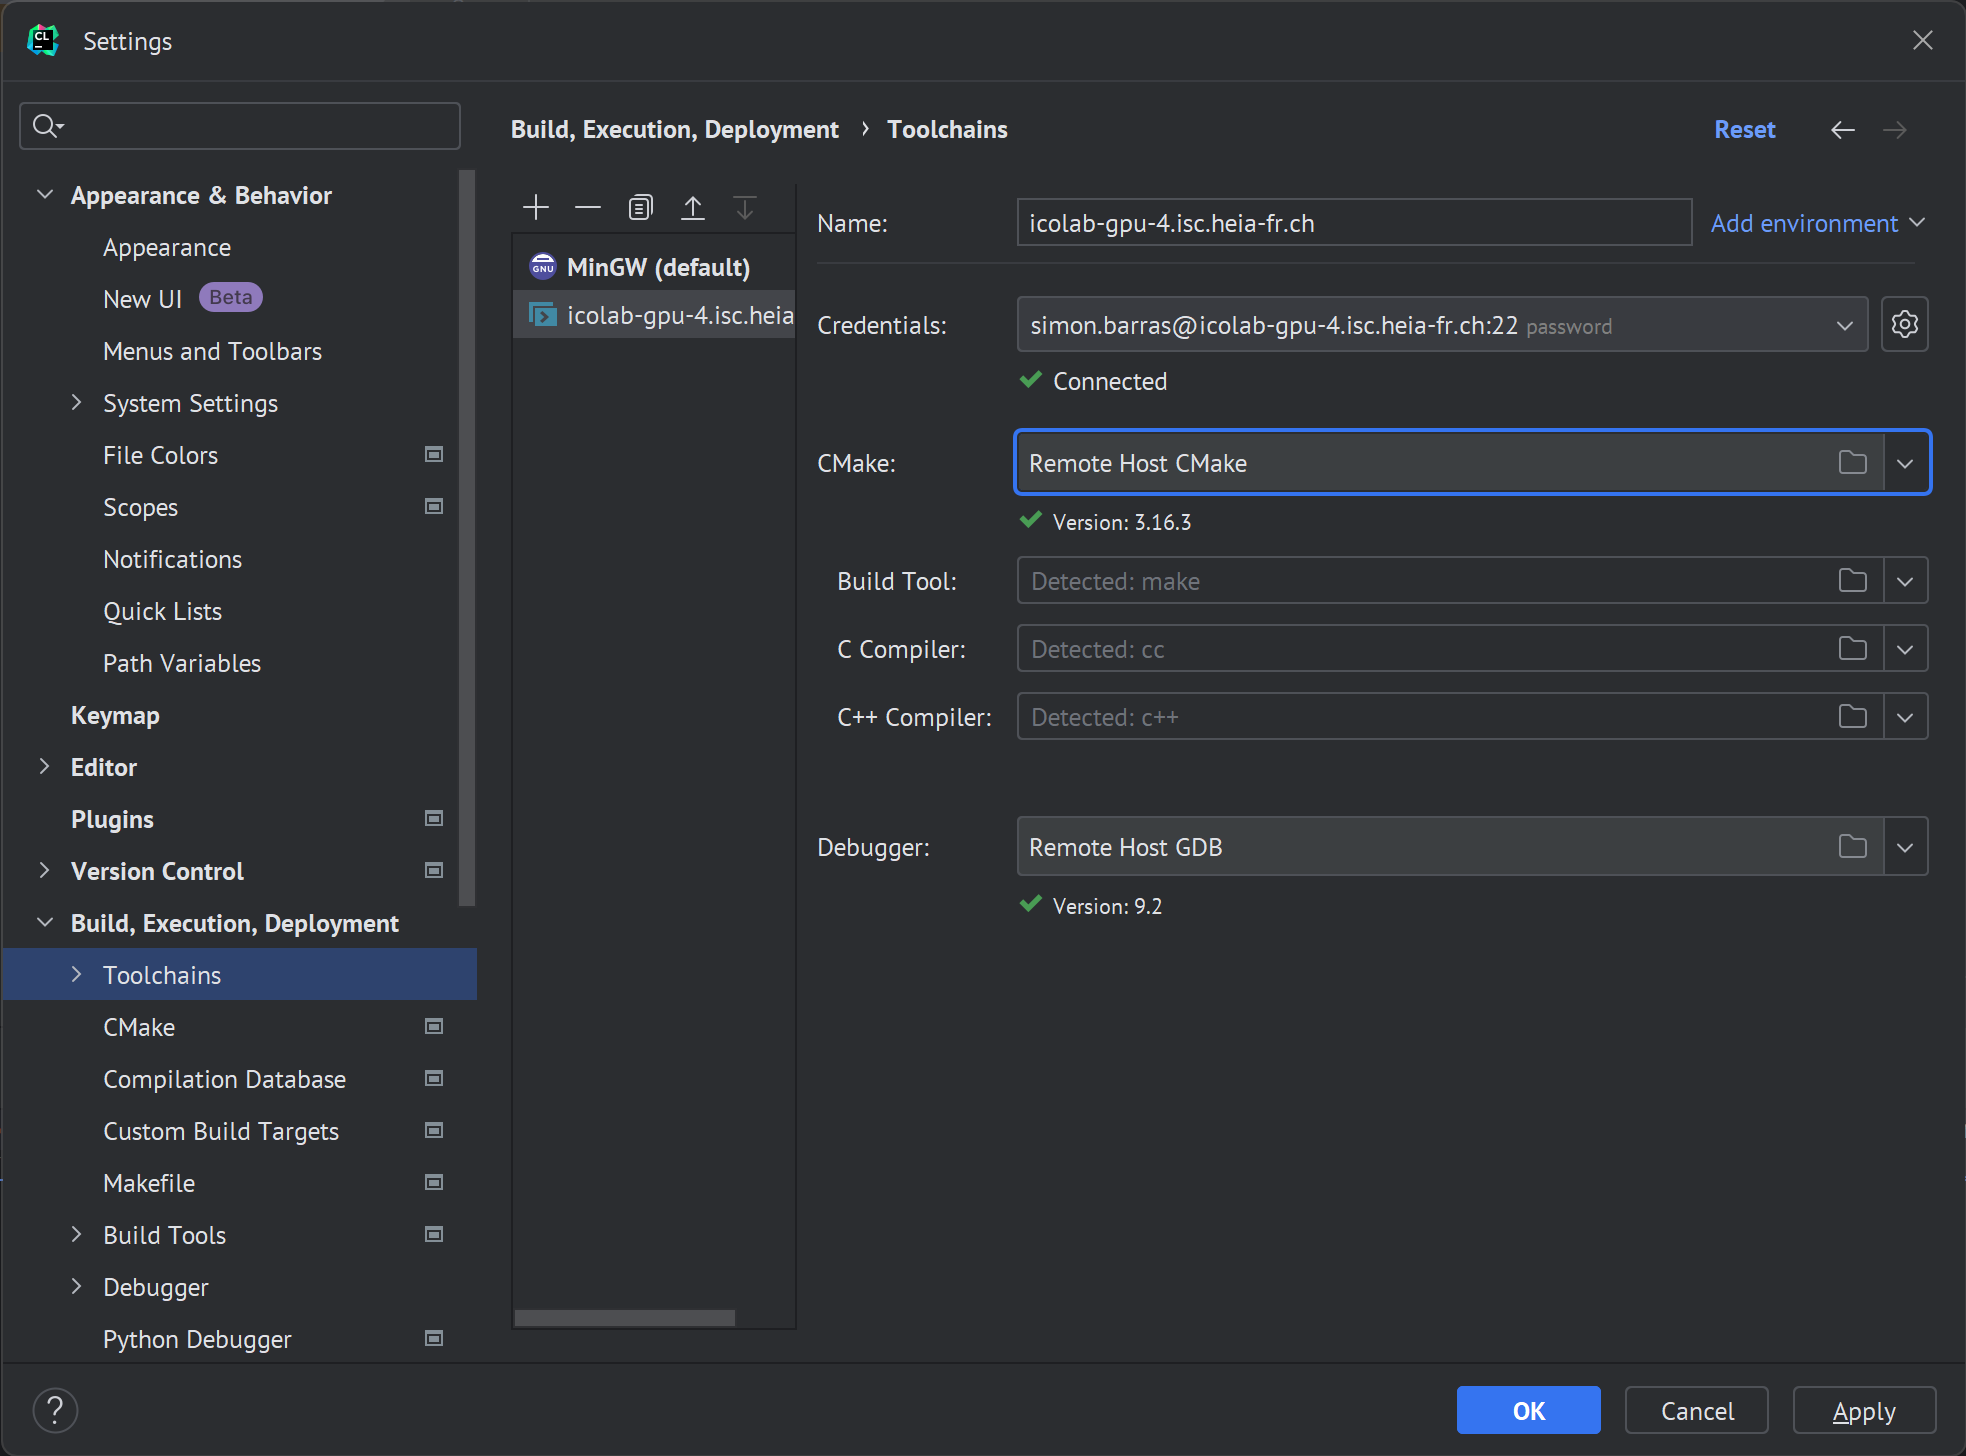 CL
Settings
Build, Execution, Deployment › Toolchains
Reset
Appearance & Behavior
Appearance
New UI Beta
Menus and Toolbars
System Settings
File Colors
Scopes
Notifications
Quick Lists
Path Variables
Keymap
Editor
Plugins
Version Control
Build, Execution, Deployment
Toolchains
CMake
Compilation Database
Custom Build Targets
Makefile
Build Tools
Debugger
Python Debugger
GNU MinGW (default)
icolab-gpu-4.isc.heia
Name: icolab-gpu-4.isc.heia-fr.ch Add environment
Credentials: simon.barras@icolab-gpu-4.isc.heia-fr.ch:22 password
Connected
CMake: Remote Host CMake
Version: 3.16.3
Build Tool: Detected: make
C Compiler: Detected: cc
C++ Compiler: Detected: c++
Debugger: Remote Host GDB
Version: 9.2
?
OK Cancel Apply